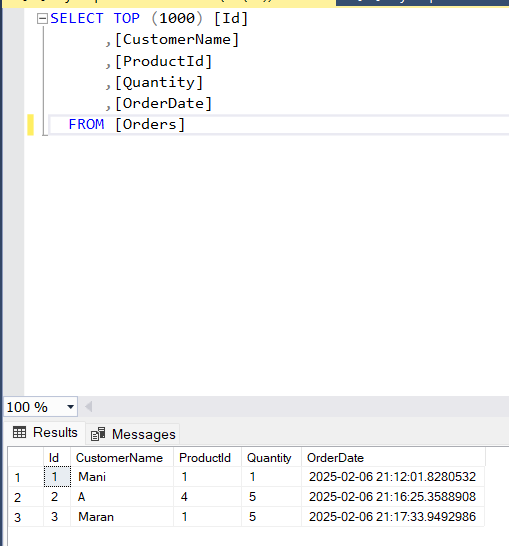 SELECT TOP (1000) [Id]
,[CustomerName]
,[ProductId]
,[Quantity]
,[OrderDate]
FROM [Orders]
100 %
Results Messages
Id CustomerName ProductId Quantity OrderDate
1 1 Mani 1 1 2025-02-06 21:12:01.8280532
2 2 A 4 5 2025-02-06 21:16:25.3588908
3 3 Maran 1 5 2025-02-06 21:17:33.9492986